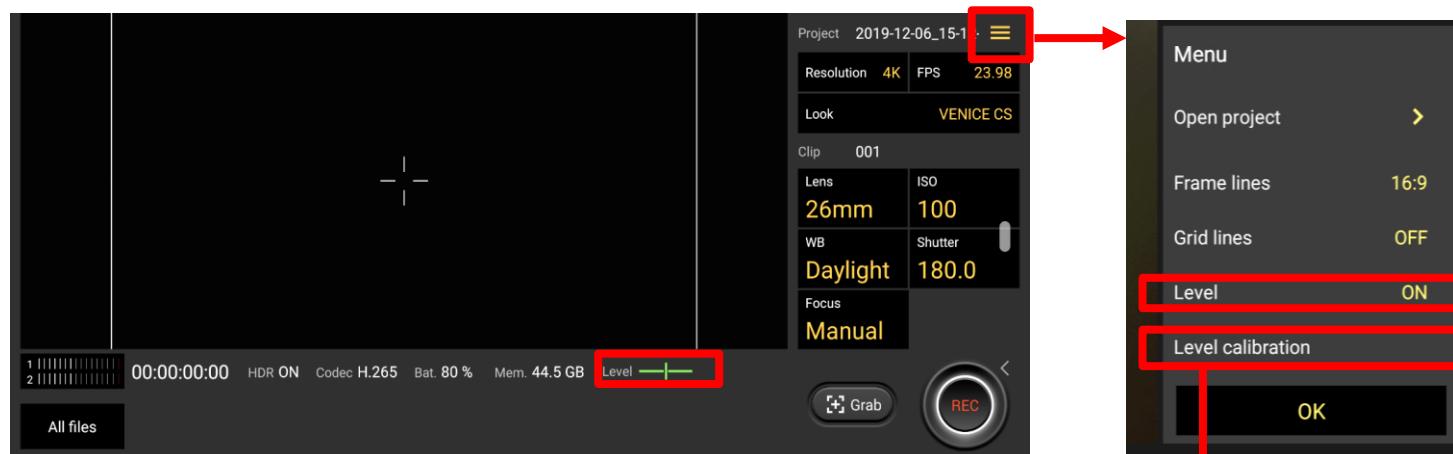 Project 2019-12-06_15-1
Resolution 4K FPS 23.98
Look VENICE CS
Clip 001
Lens ISO
26mm 100
WB Shutter
Daylight 180.0
Focus
Manual
1
2
00:00:00:00 HDR ON Codec H.265 Bat. 80 % Mem. 44.5 GB Level
All files
Grab
REC
Menu
Open project
Frame lines 16:9
Grid lines OFF
Level ON
Level calibration
OK